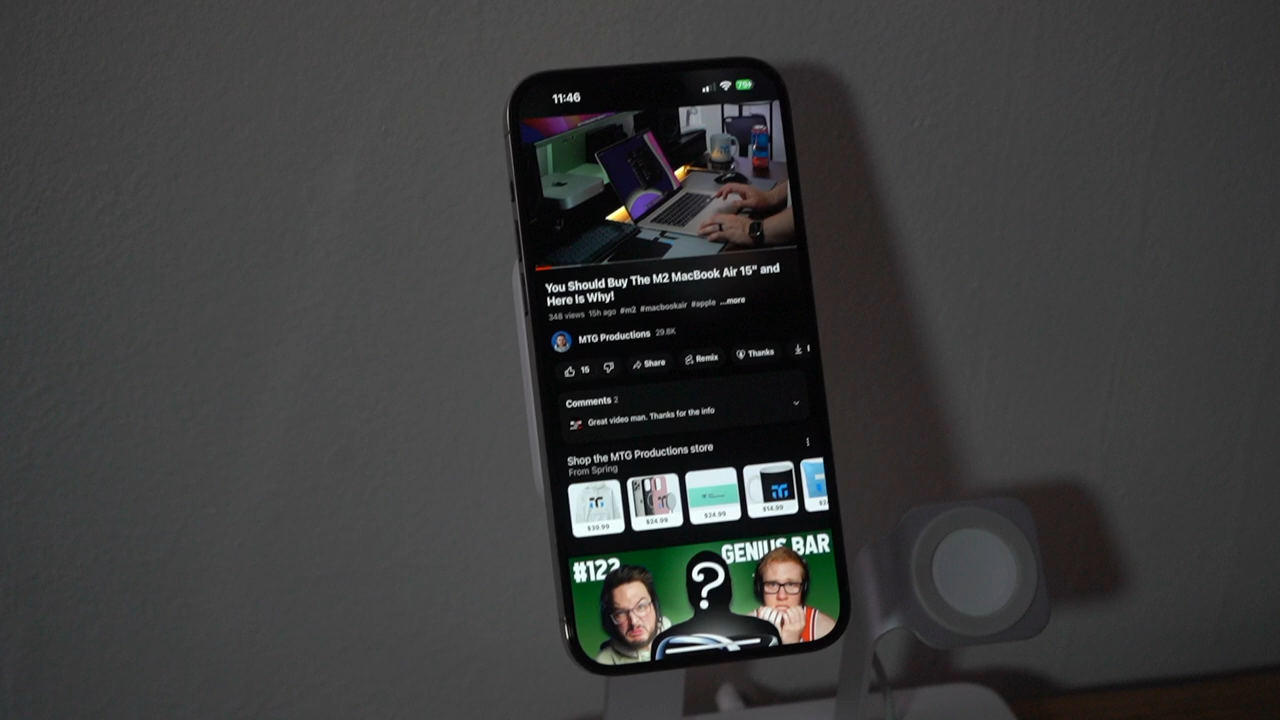 11:46
75
You Should Buy The M2 MacBook Air 15" and
Here Is Why!
348 views 15h ago #m2 #macbookair #apple ...more
MTG Productions 29.8K
15 Share Remix Thanks
Comments 2
Great video man. Thanks for the info
Shop the MTG Productions store
From Spring
$39.99 $24.99 $24.99 $14.99
#122 GENIUS BAR
?